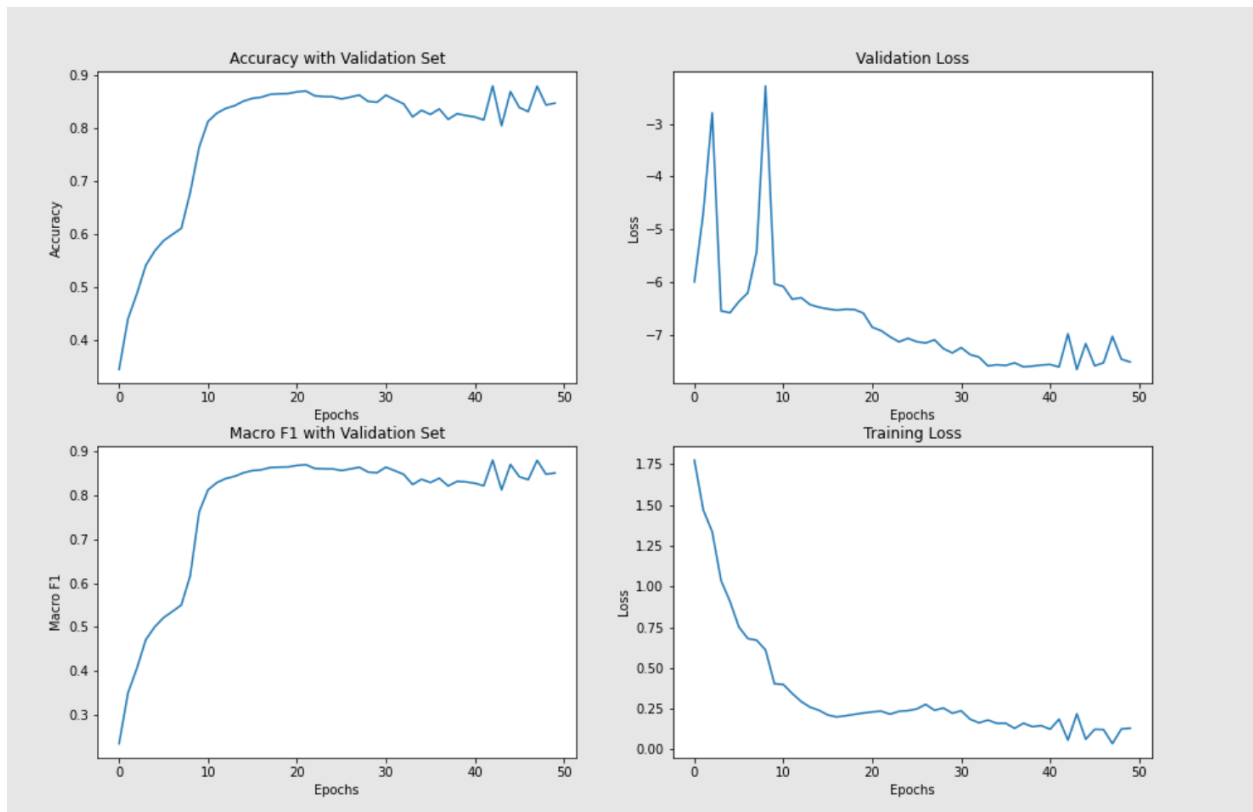 Accuracy with Validation Set
0.9
0.8
0.7
0.6
0.5
0.4
Accuracy
0 10 20 30 40 50
Epochs
Validation Loss
−3
−4
−5
−6
−7
Loss
0 10 20 30 40 50
Epochs
Macro F1 with Validation Set
0.9
0.8
0.7
0.6
0.5
0.4
0.3
Macro F1
0 10 20 30 40 50
Epochs
Training Loss
1.75
1.50
1.25
1.00
0.75
0.50
0.25
0.00
Loss
0 10 20 30 40 50
Epochs